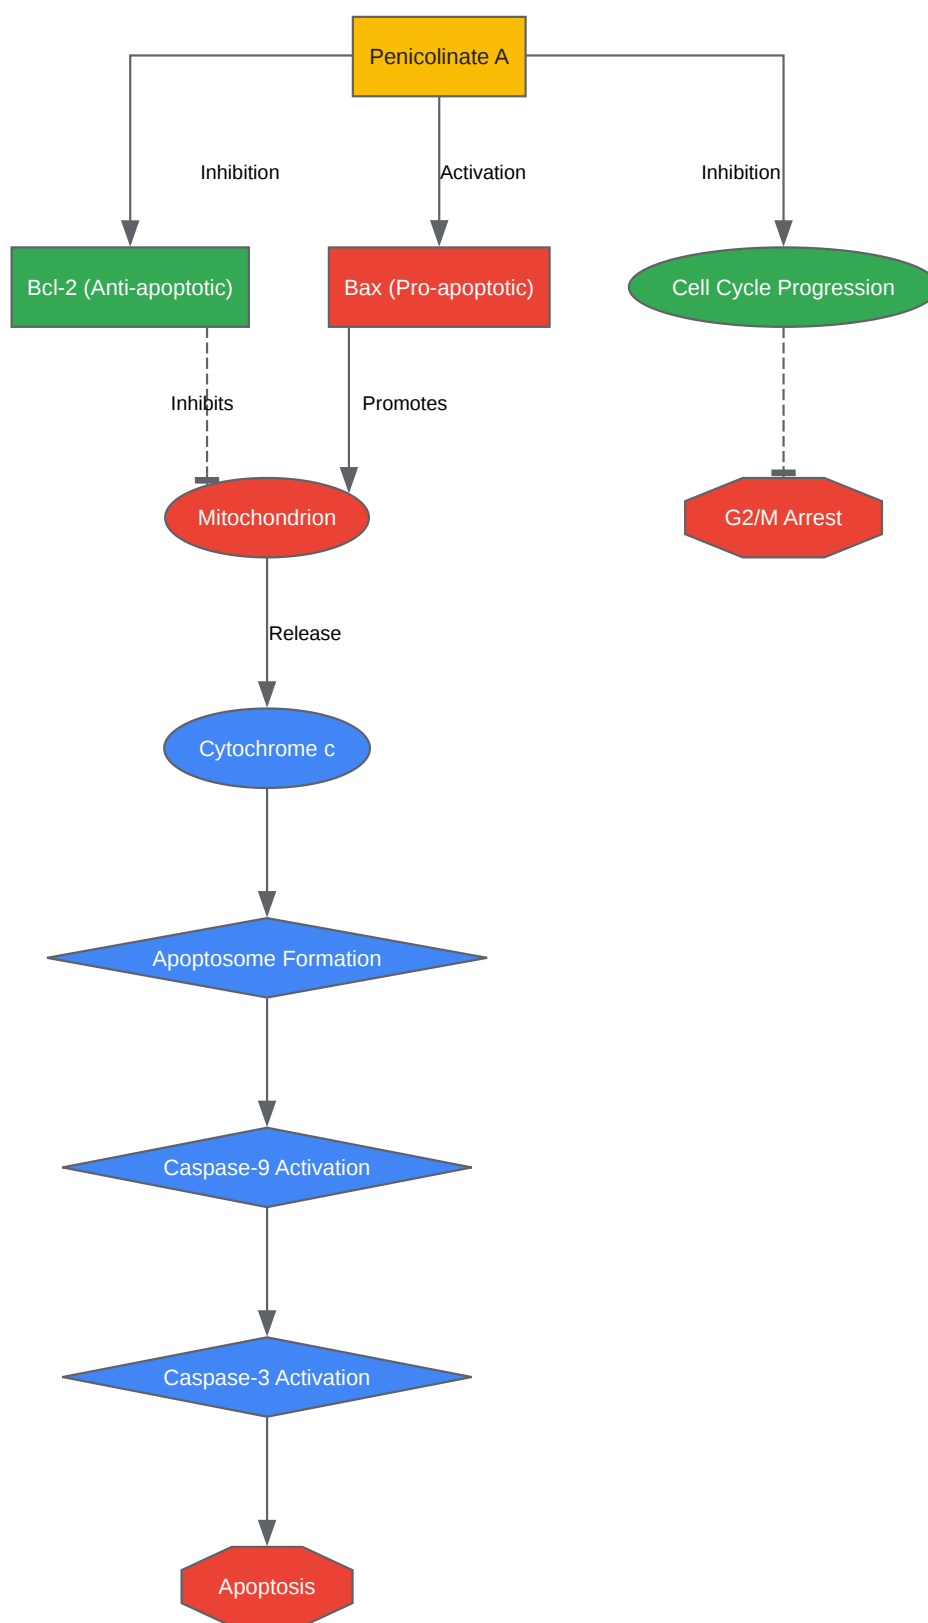 Penicolinate A
Inhibition
Activation
Inhibition
Bcl-2 (Anti-apoptotic)
Bax (Pro-apoptotic)
Cell Cycle Progression
Inhibits
Promotes
Mitochondrion
G2/M Arrest
Release
Cytochrome c
Apoptosome Formation
Caspase-9 Activation
Caspase-3 Activation
Apoptosis